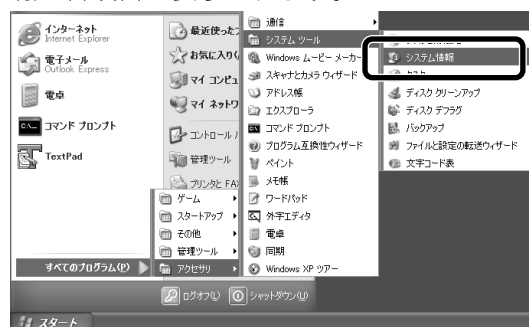 インターネット
Internet Explorer
電子メール
Outlook Express
電卓
コマンド プロンプト
TextPad
すべてのプログラム(P)
最近使った
お気に入り(
マイ コンピュ
マイ ネットワ
コントロール
管理ツール
プリンタと FA
ゲーム
スタートアップ
その他
管理ツール
アクセサリ
通信
システム ツール
Windows ムービー メーカー
スキャナとカメラ ウィザード
アドレス帳
エクスプローラ
コマンド プロンプト
プログラム互換性ウィザード
ペイント
メモ帳
ワードパッド
外字エディタ
電卓
同期
Windows XP ツアー
システム情報
ディスク クリーンアップ
ディスク デフラグ
バックアップ
ファイルと設定の転送ウィザード
文字コード表
ログオフ(L)
シャットダウン(U)
スタート